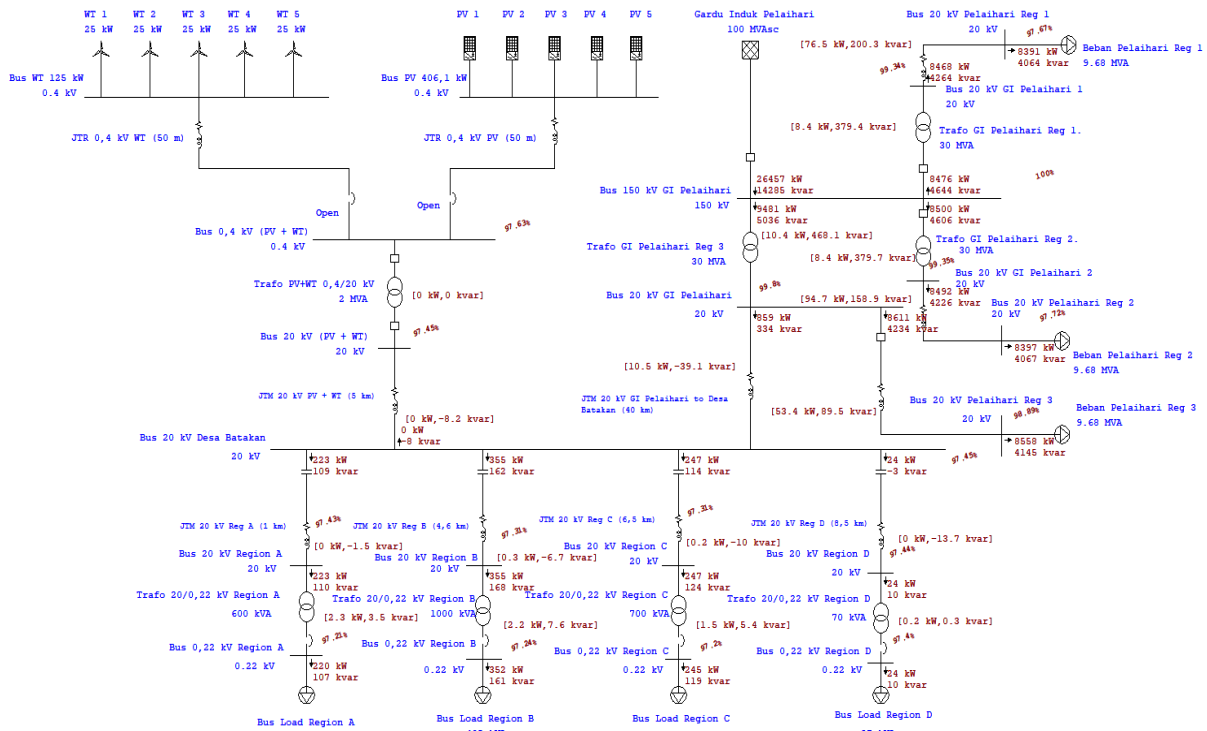 WT 1
WT 2
WT 3
WT 4
WT 5
25 kW
25 kW
25 kW
25 kW
25 kW
PV 1
PV 2
PV 3
PV 4
PV 5
Gardu Induk Pelaihari
100 MVAsc
Bus 20 kV Pelaihari Reg 1
20 kV
97.67%
[76.5 kW,200.3 kvar]
8391 kW
4064 kvar
Beban Pelaihari Reg 1
9.68 MVA
99.34%
8468 kW
4264 kvar
Bus 20 kV GI Pelaihari 1
20 kV
Bus WT 125 kW
0.4 kV
Bus PV 406,1 kW
0.4 kV
JTR 0,4 kV WT (50 m)
JTR 0,4 kV PV (50 m)
[8.4 kW,379.4 kvar]
Trafo GI Pelaihari Reg 1.
30 MVA
26457 kW
14285 kvar
8476 kW
4644 kvar
100%
Bus 150 kV GI Pelaihari
150 kV
9481 kW
5036 kvar
8500 kW
4606 kvar
Open
Open
Bus 0,4 kV (PV + WT)
0.4 kV
97.63%
[10.4 kW,468.1 kvar]
Trafo GI Pelaihari Reg 3
30 MVA
Trafo GI Pelaihari Reg 2.
30 MVA
[8.4 kW,379.7 kvar]
99.35%
Bus 20 kV GI Pelaihari 2
20 kV
Trafo PV+WT 0,4/20 kV
2 MVA
[0 kW,0 kvar]
99.8%
Bus 20 kV GI Pelaihari
20 kV
[94.7 kW,158.9 kvar]
8492 kW
4226 kvar
Bus 20 kV Pelaihari Reg 2
20 kV
97.72%
859 kW
334 kvar
8611 kW
4234 kvar
Bus 20 kV (PV + WT)
20 kV
97.45%
8397 kW
4067 kvar
Beban Pelaihari Reg 2
9.68 MVA
[10.5 kW,-39.1 kvar]
JTM 20 kV PV + WT (5 km)
JTM 20 kV GI Pelaihari to Desa
Batakan (40 km)
[0 kW,-8.2 kvar]
0 kW
-8 kvar
[53.4 kW,89.5 kvar]
Bus 20 kV Pelaihari Reg 3
20 kV
98.89%
Beban Pelaihari Reg 3
9.68 MVA
8558 kW
4145 kvar
Bus 20 kV Desa Batakan
20 kV
97.45%
223 kW
109 kvar
355 kW
162 kvar
247 kW
114 kvar
24 kW
-3 kvar
JTM 20 kV Reg A (1 km)
97.43%
JTM 20 kV Reg B (4,6 km)
97.31%
JTM 20 kV Reg C (6,5 km)
97.31%
JTM 20 kV Reg D (8,5 km)
97.44%
[0 kW,-1.5 kvar]
[0.3 kW,-6.7 kvar]
[0.2 kW,-10 kvar]
[0 kW,-13.7 kvar]
Bus 20 kV Region A
20 kV
Bus 20 kV Region B
20 kV
Bus 20 kV Region C
20 kV
Bus 20 kV Region D
20 kV
223 kW
110 kvar
355 kW
168 kvar
247 kW
124 kvar
24 kW
10 kvar
Trafo 20/0,22 kV Region A
600 kVA
[2.3 kW,3.5 kvar]
Trafo 20/0,22 kV Region B
1000 kVA
[2.2 kW,7.6 kvar]
Trafo 20/0,22 kV Region C
700 kVA
[1.5 kW,5.4 kvar]
Trafo 20/0,22 kV Region D
70 kVA
[0.2 kW,0.3 kvar]
Bus 0,22 kV Region A
0.22 kV
97.21%
Bus 0,22 kV Region B
0.22 kV
97.24%
Bus 0,22 kV Region C
0.22 kV
97.2%
Bus 0,22 kV Region D
0.22 kV
97.4%
220 kW
107 kvar
352 kW
161 kvar
245 kW
119 kvar
24 kW
10 kvar
Bus Load Region A
Bus Load Region B
Bus Load Region C
Bus Load Region D